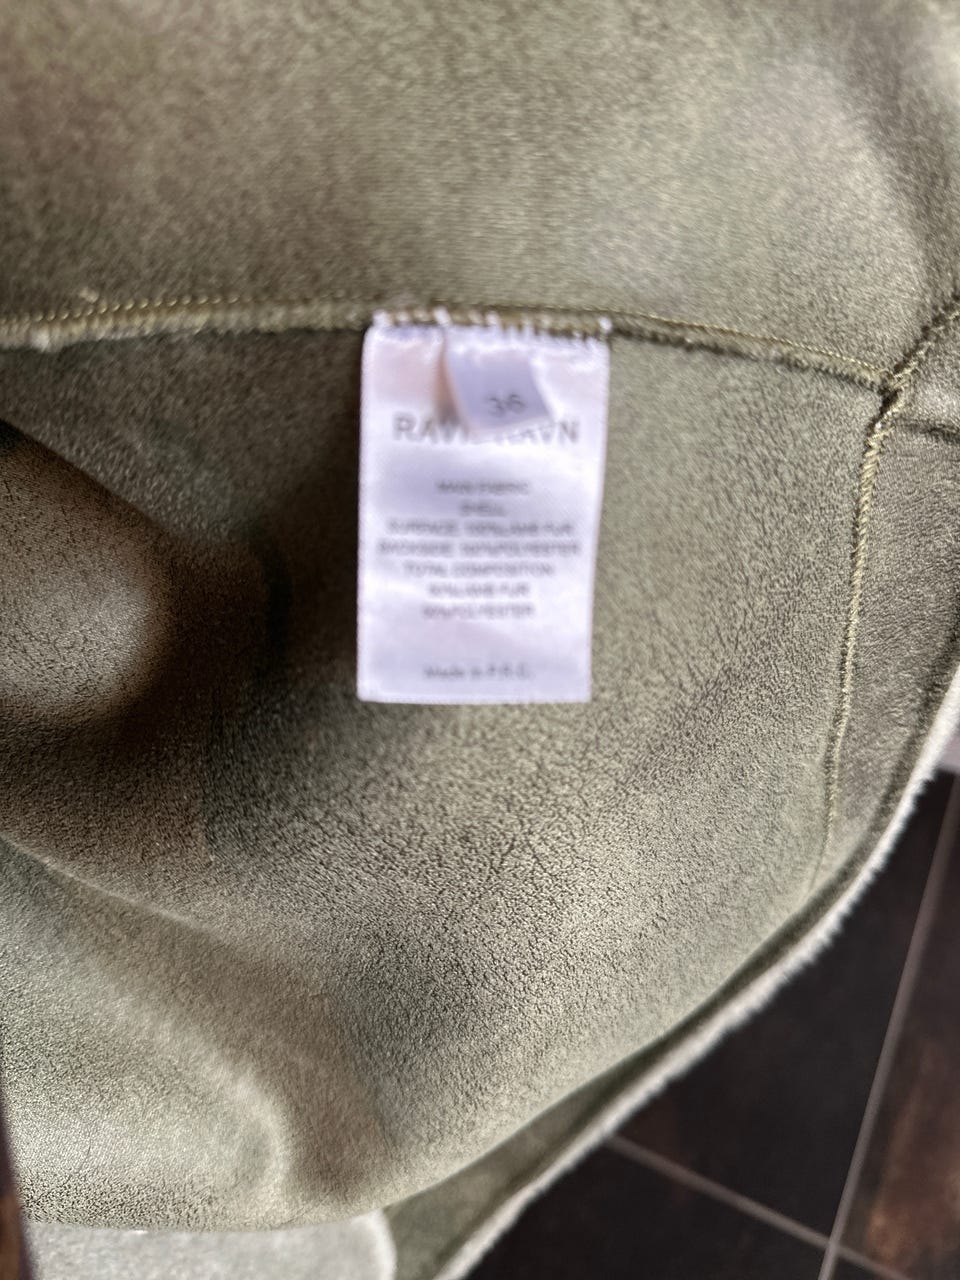 36
RAVN
MAIN FABRIC
SHELL
SURFACE: 100%LAMB FUR
BACKSIDE: 100%POLYESTER
TOTAL COMPOSITION
LAMB FUR
POLYESTER
Made in P.R.C.